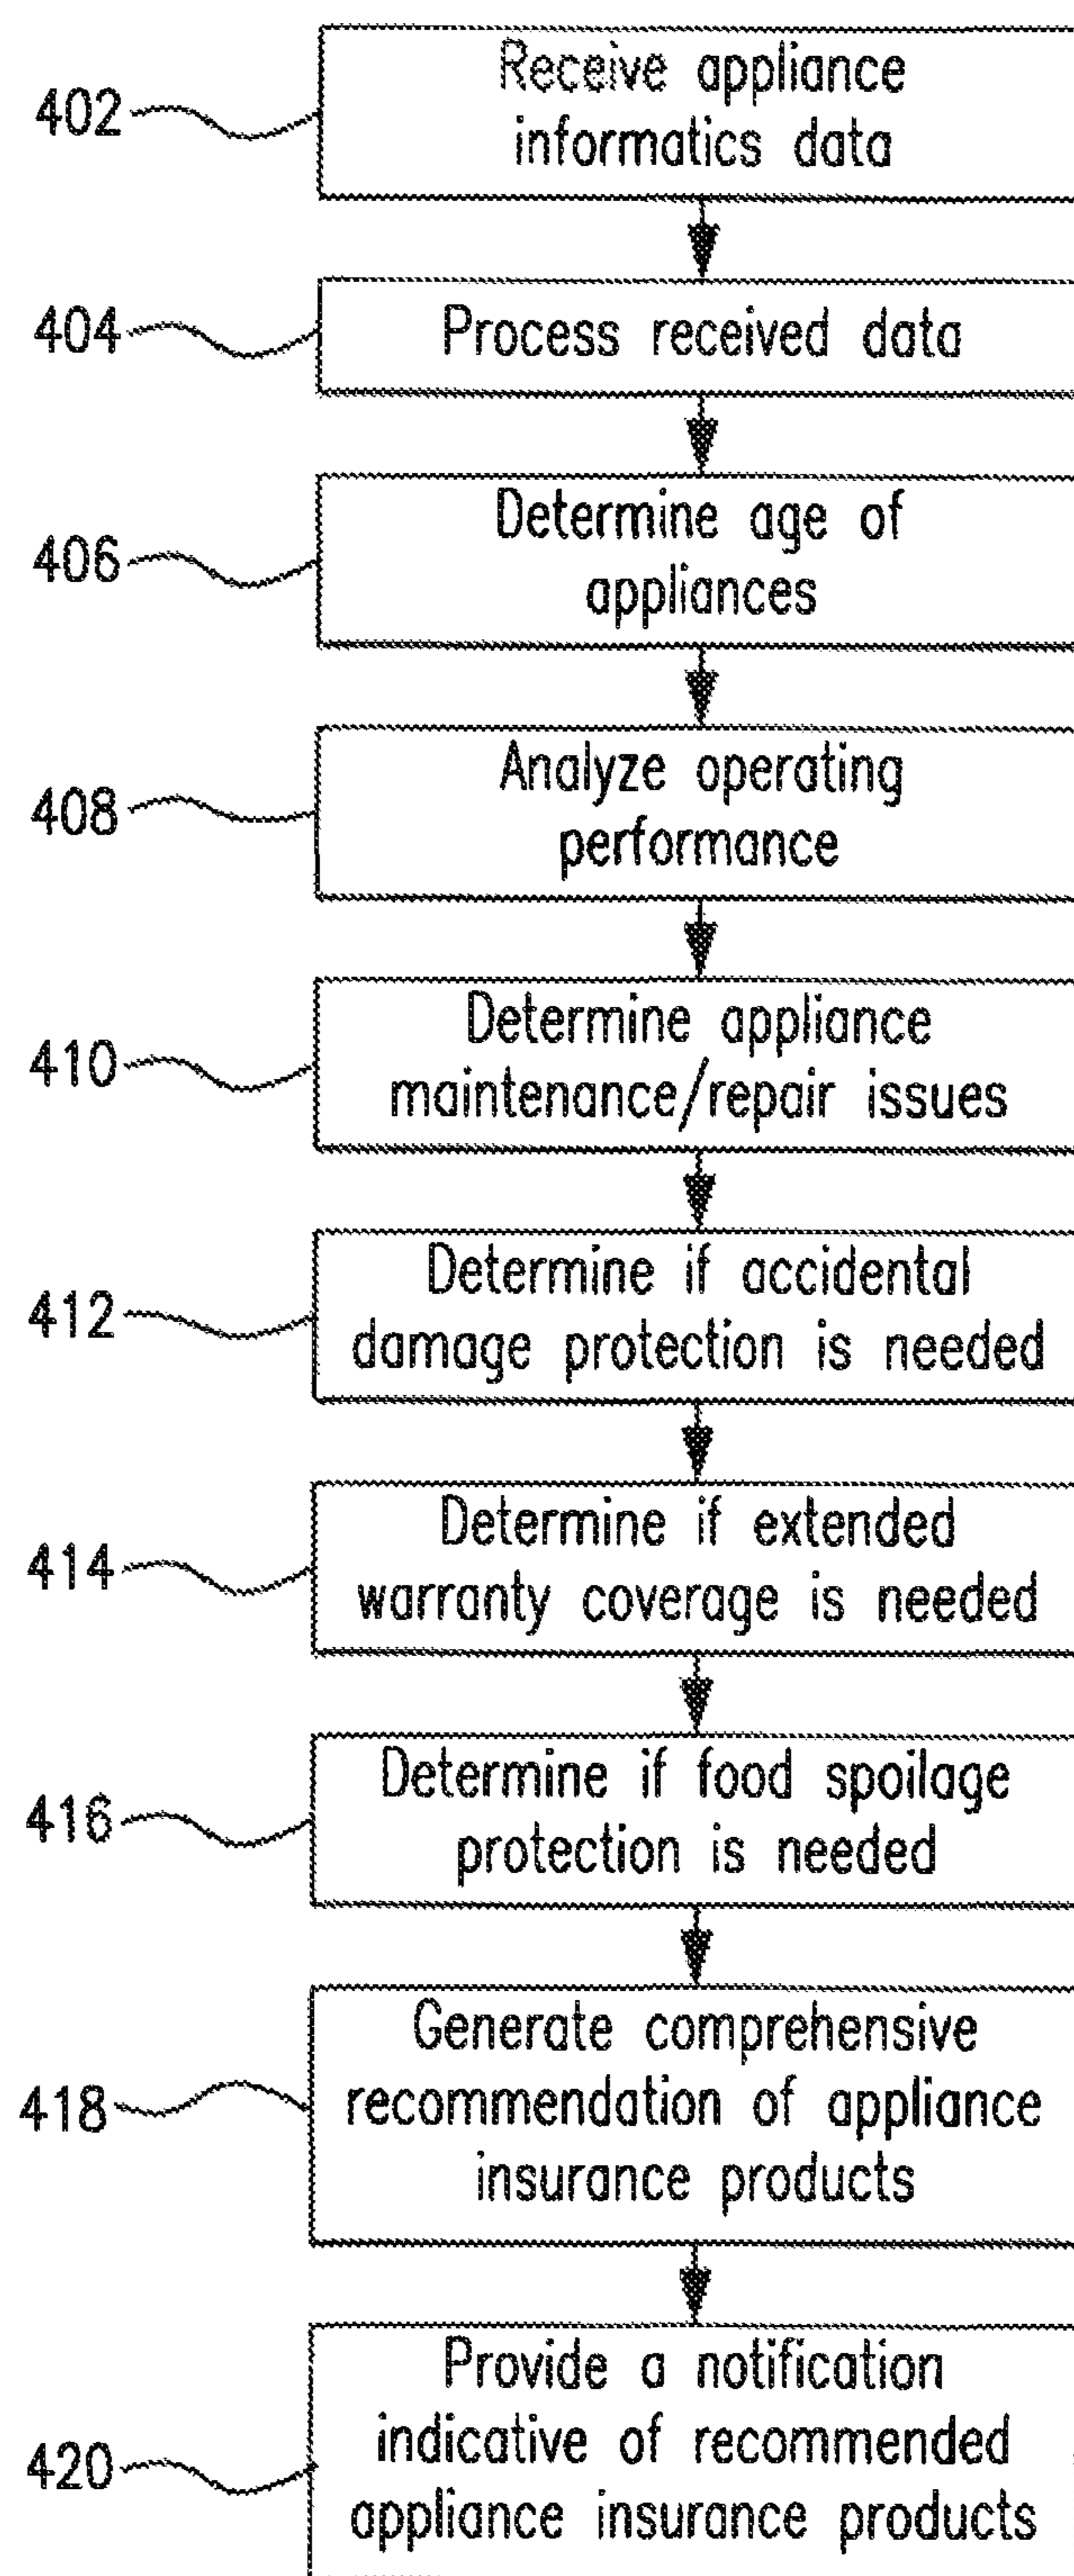 402
Receive appliance
informatics data
404
Process received data
406
Determine age of
appliances
408
Analyze operating
performance
410
Determine appliance
maintenance/repair issues
412
Determine if accidental
damage protection is needed
414
Determine if extended
warranty coverage is needed
416
Determine if food spoilage
protection is needed
418
Generate comprehensive
recommendation of appliance
insurance products
420
Provide a notification
indicative of recommended
appliance insurance products